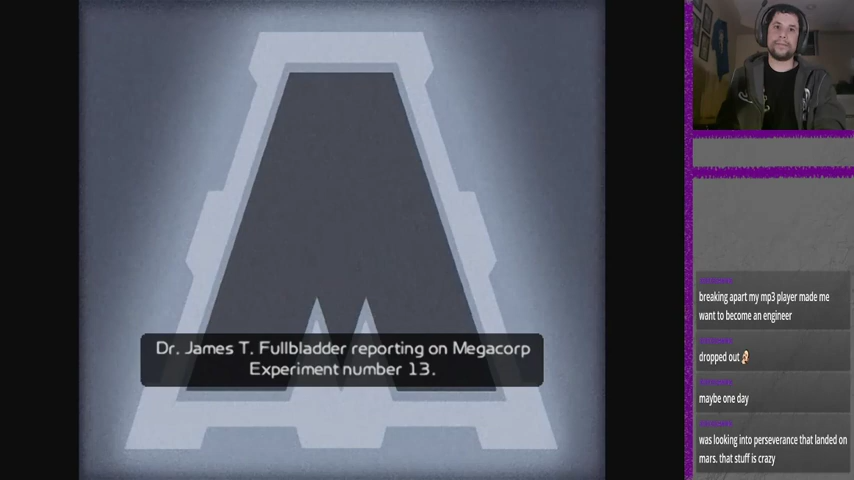 Dr. James T. Fullbladder reporting on Megacorp
Experiment number 13.
breaking apart my mp3 player made me
want to become an engineer
dropped out
maybe one day
was looking into perseverance that landed on
mars. that stuff is crazy